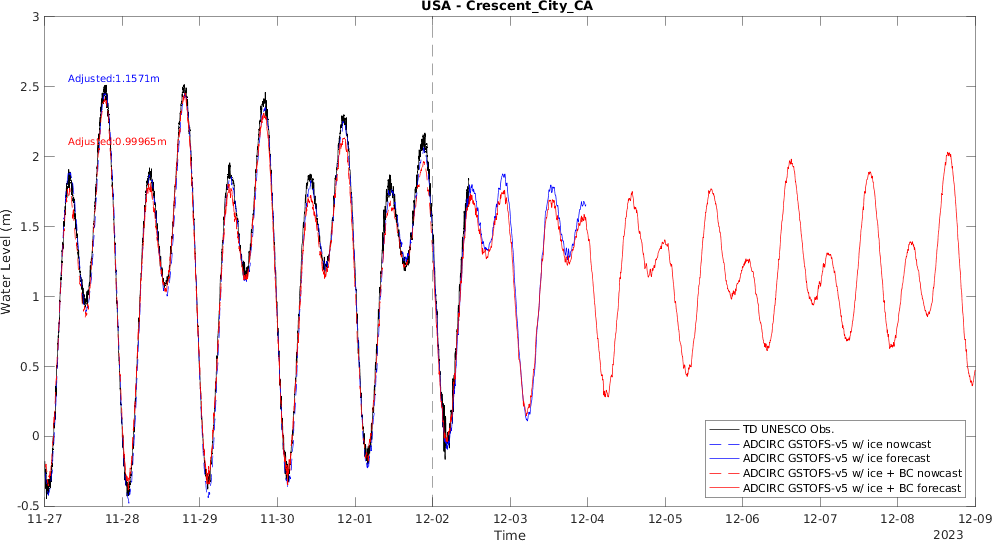 USA - Crescent_City_CA
3
2.5
2
1.5
1
0.5
0
-0.5
Water Level (m)
Adjusted:1.1571m
Adjusted:0.99965m
TD UNESCO Obs.
ADCIRC GSTOFS-v5 w/ ice nowcast
ADCIRC GSTOFS-v5 w/ ice forecast
ADCIRC GSTOFS-v5 w/ ice + BC nowcast
ADCIRC GSTOFS-v5 w/ ice + BC forecast
11-27 11-28 11-29 11-30 12-01 12-02 12-03 12-04 12-05 12-06 12-07 12-08 12-09
Time
2023